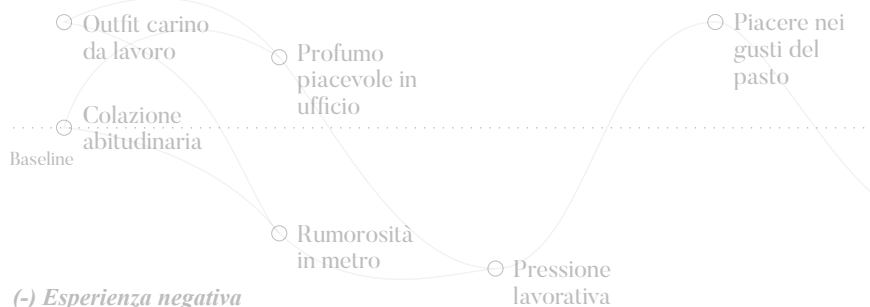 Outfit carino
da lavoro
Profumo
piacevole in
ufficio
Piacere nei
gusti del
pasto
Colazione
abitudinaria
Baseline
Rumorosità
in metro
Pressione
lavorativa
(-) Esperienza negativa